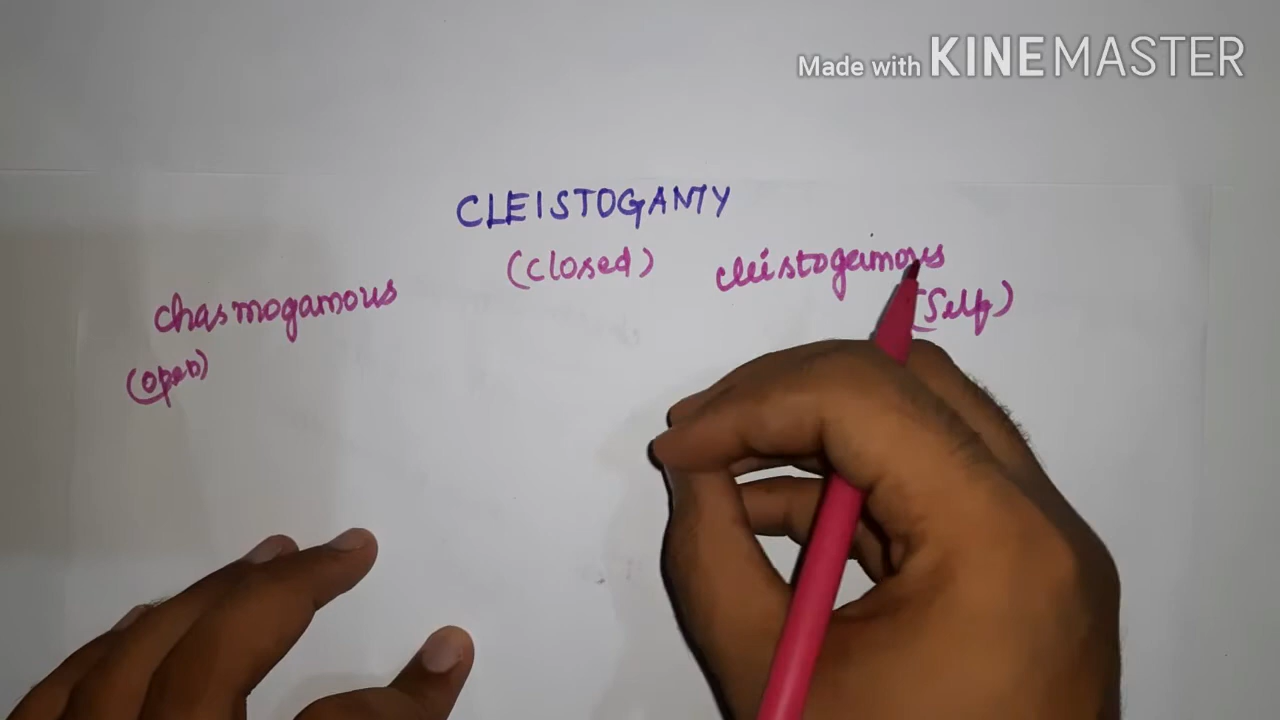 Made with KINEMASTER
CLEISTOGAMY
(closed)
cleistogamous
(Self)
chasmogamous
(open)